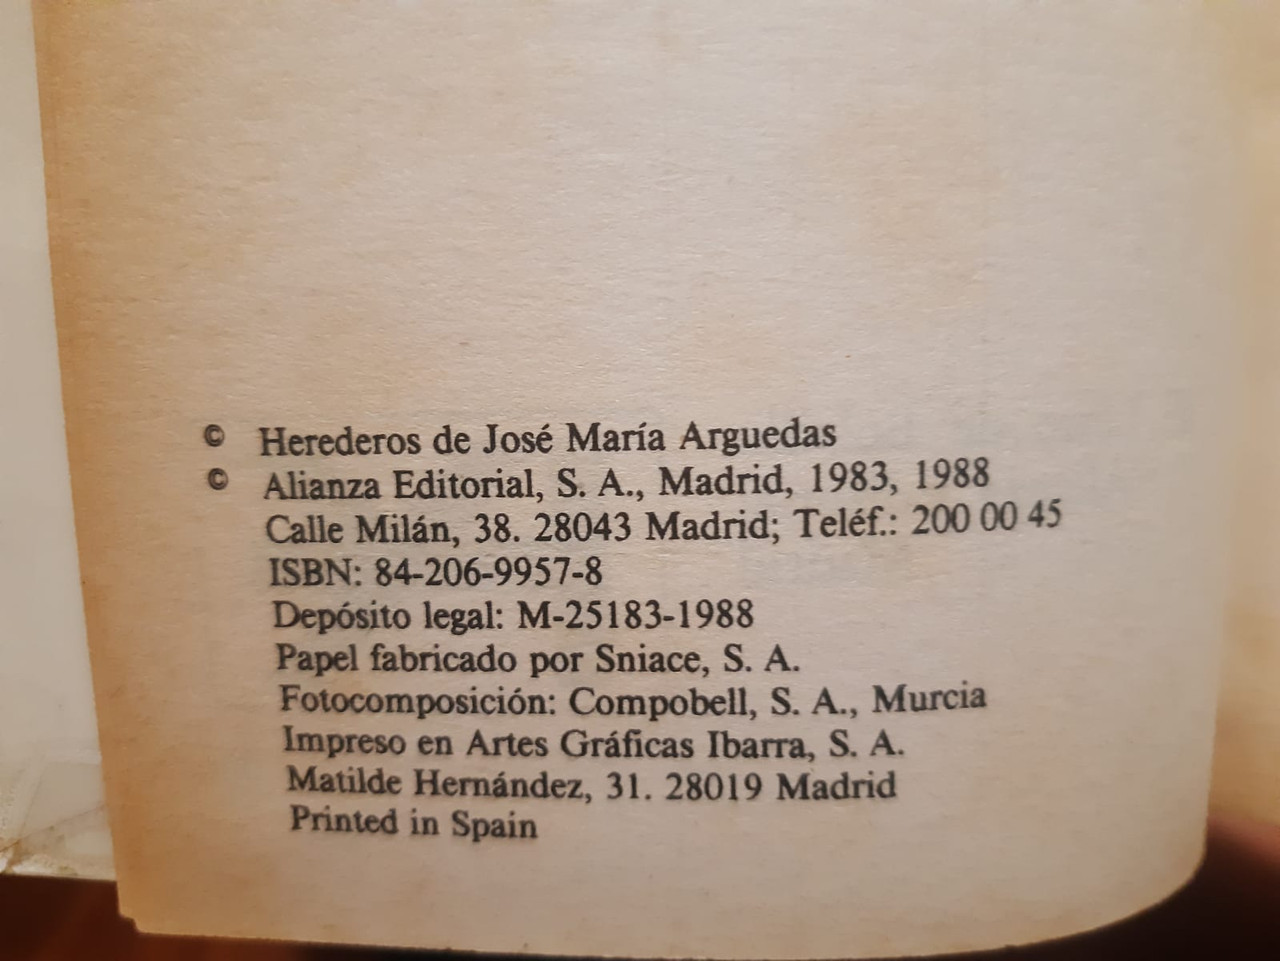 © Herederos de José María Arguedas
© Alianza Editorial, S. A., Madrid, 1983, 1988
Calle Milán, 38. 28043 Madrid; Teléf.: 200 00 45
ISBN: 84-206-9957-8
Depósito legal: M-25183-1988
Papel fabricado por Sniace, S. A.
Fotocomposición: Compobell, S. A., Murcia
Impreso en Artes Gráficas Ibarra, S. A.
Matilde Hernández, 31. 28019 Madrid
Printed in Spain